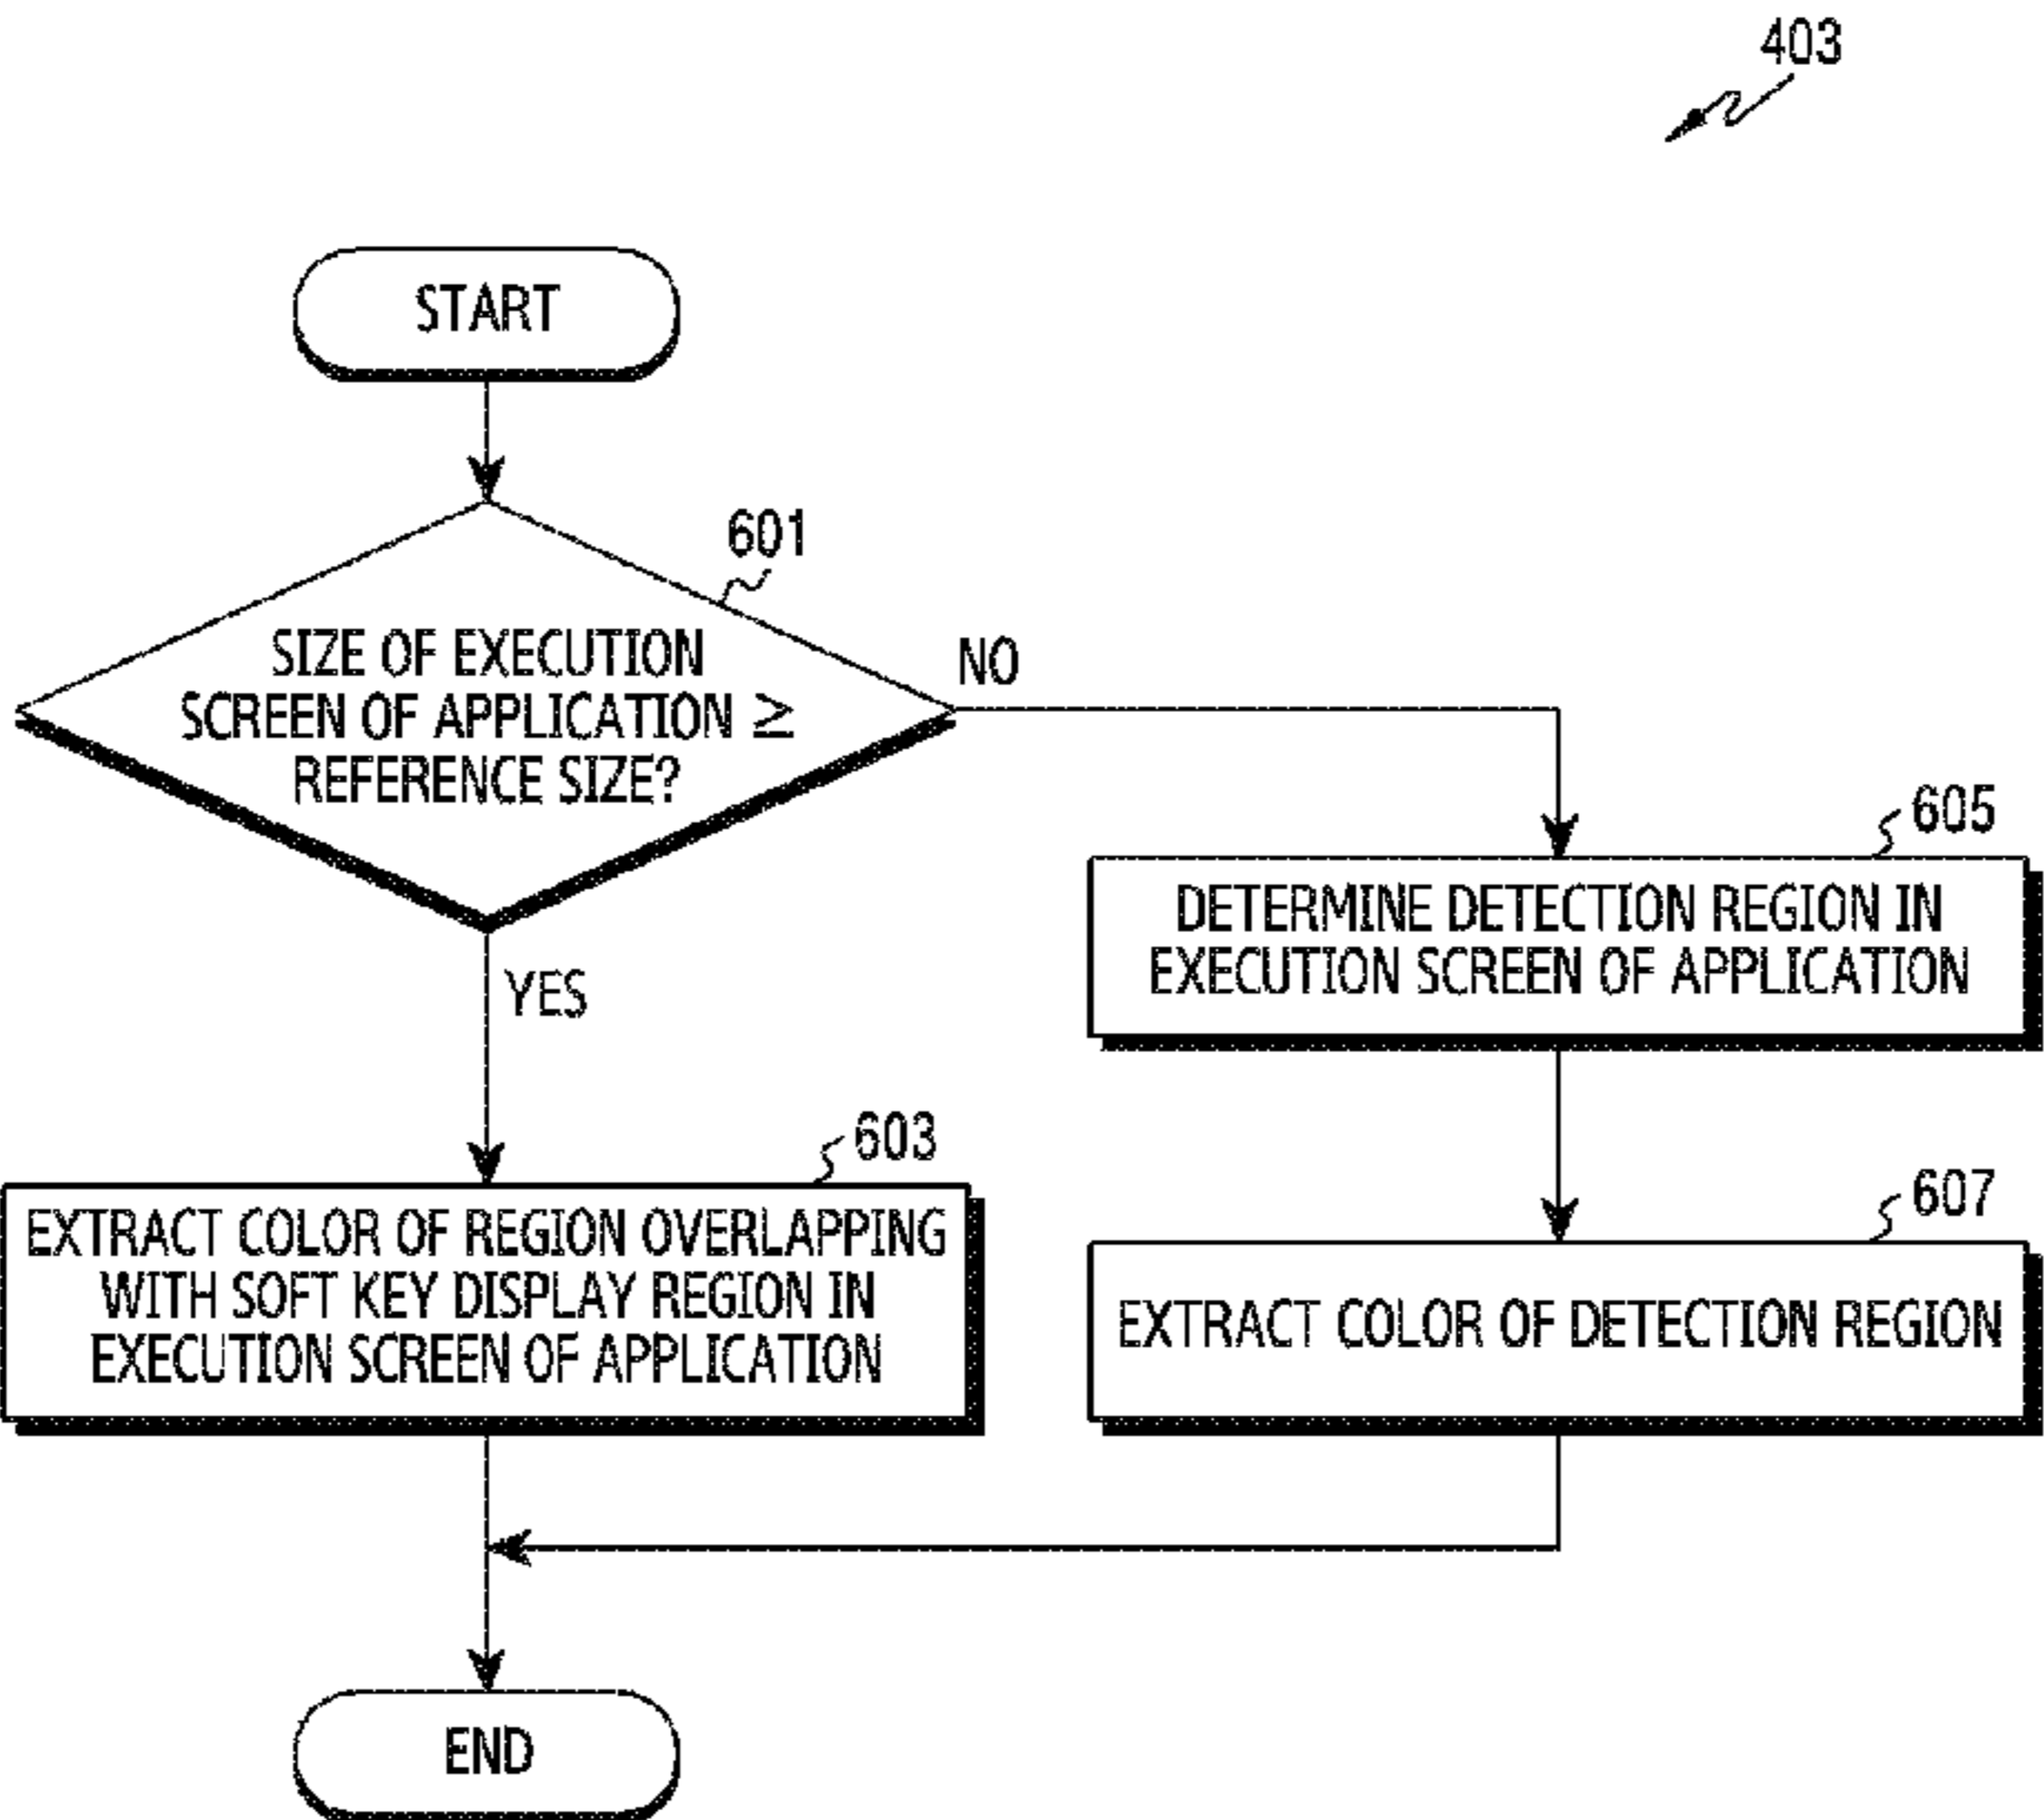 403
START
601
SIZE OF EXECUTION
SCREEN OF APPLICATION ≥
REFERENCE SIZE?
NO
YES
605
DETERMINE DETECTION REGION IN
EXECUTION SCREEN OF APPLICATION
603
EXTRACT COLOR OF REGION OVERLAPPING
WITH SOFT KEY DISPLAY REGION IN
EXECUTION SCREEN OF APPLICATION
607
EXTRACT COLOR OF DETECTION REGION
END